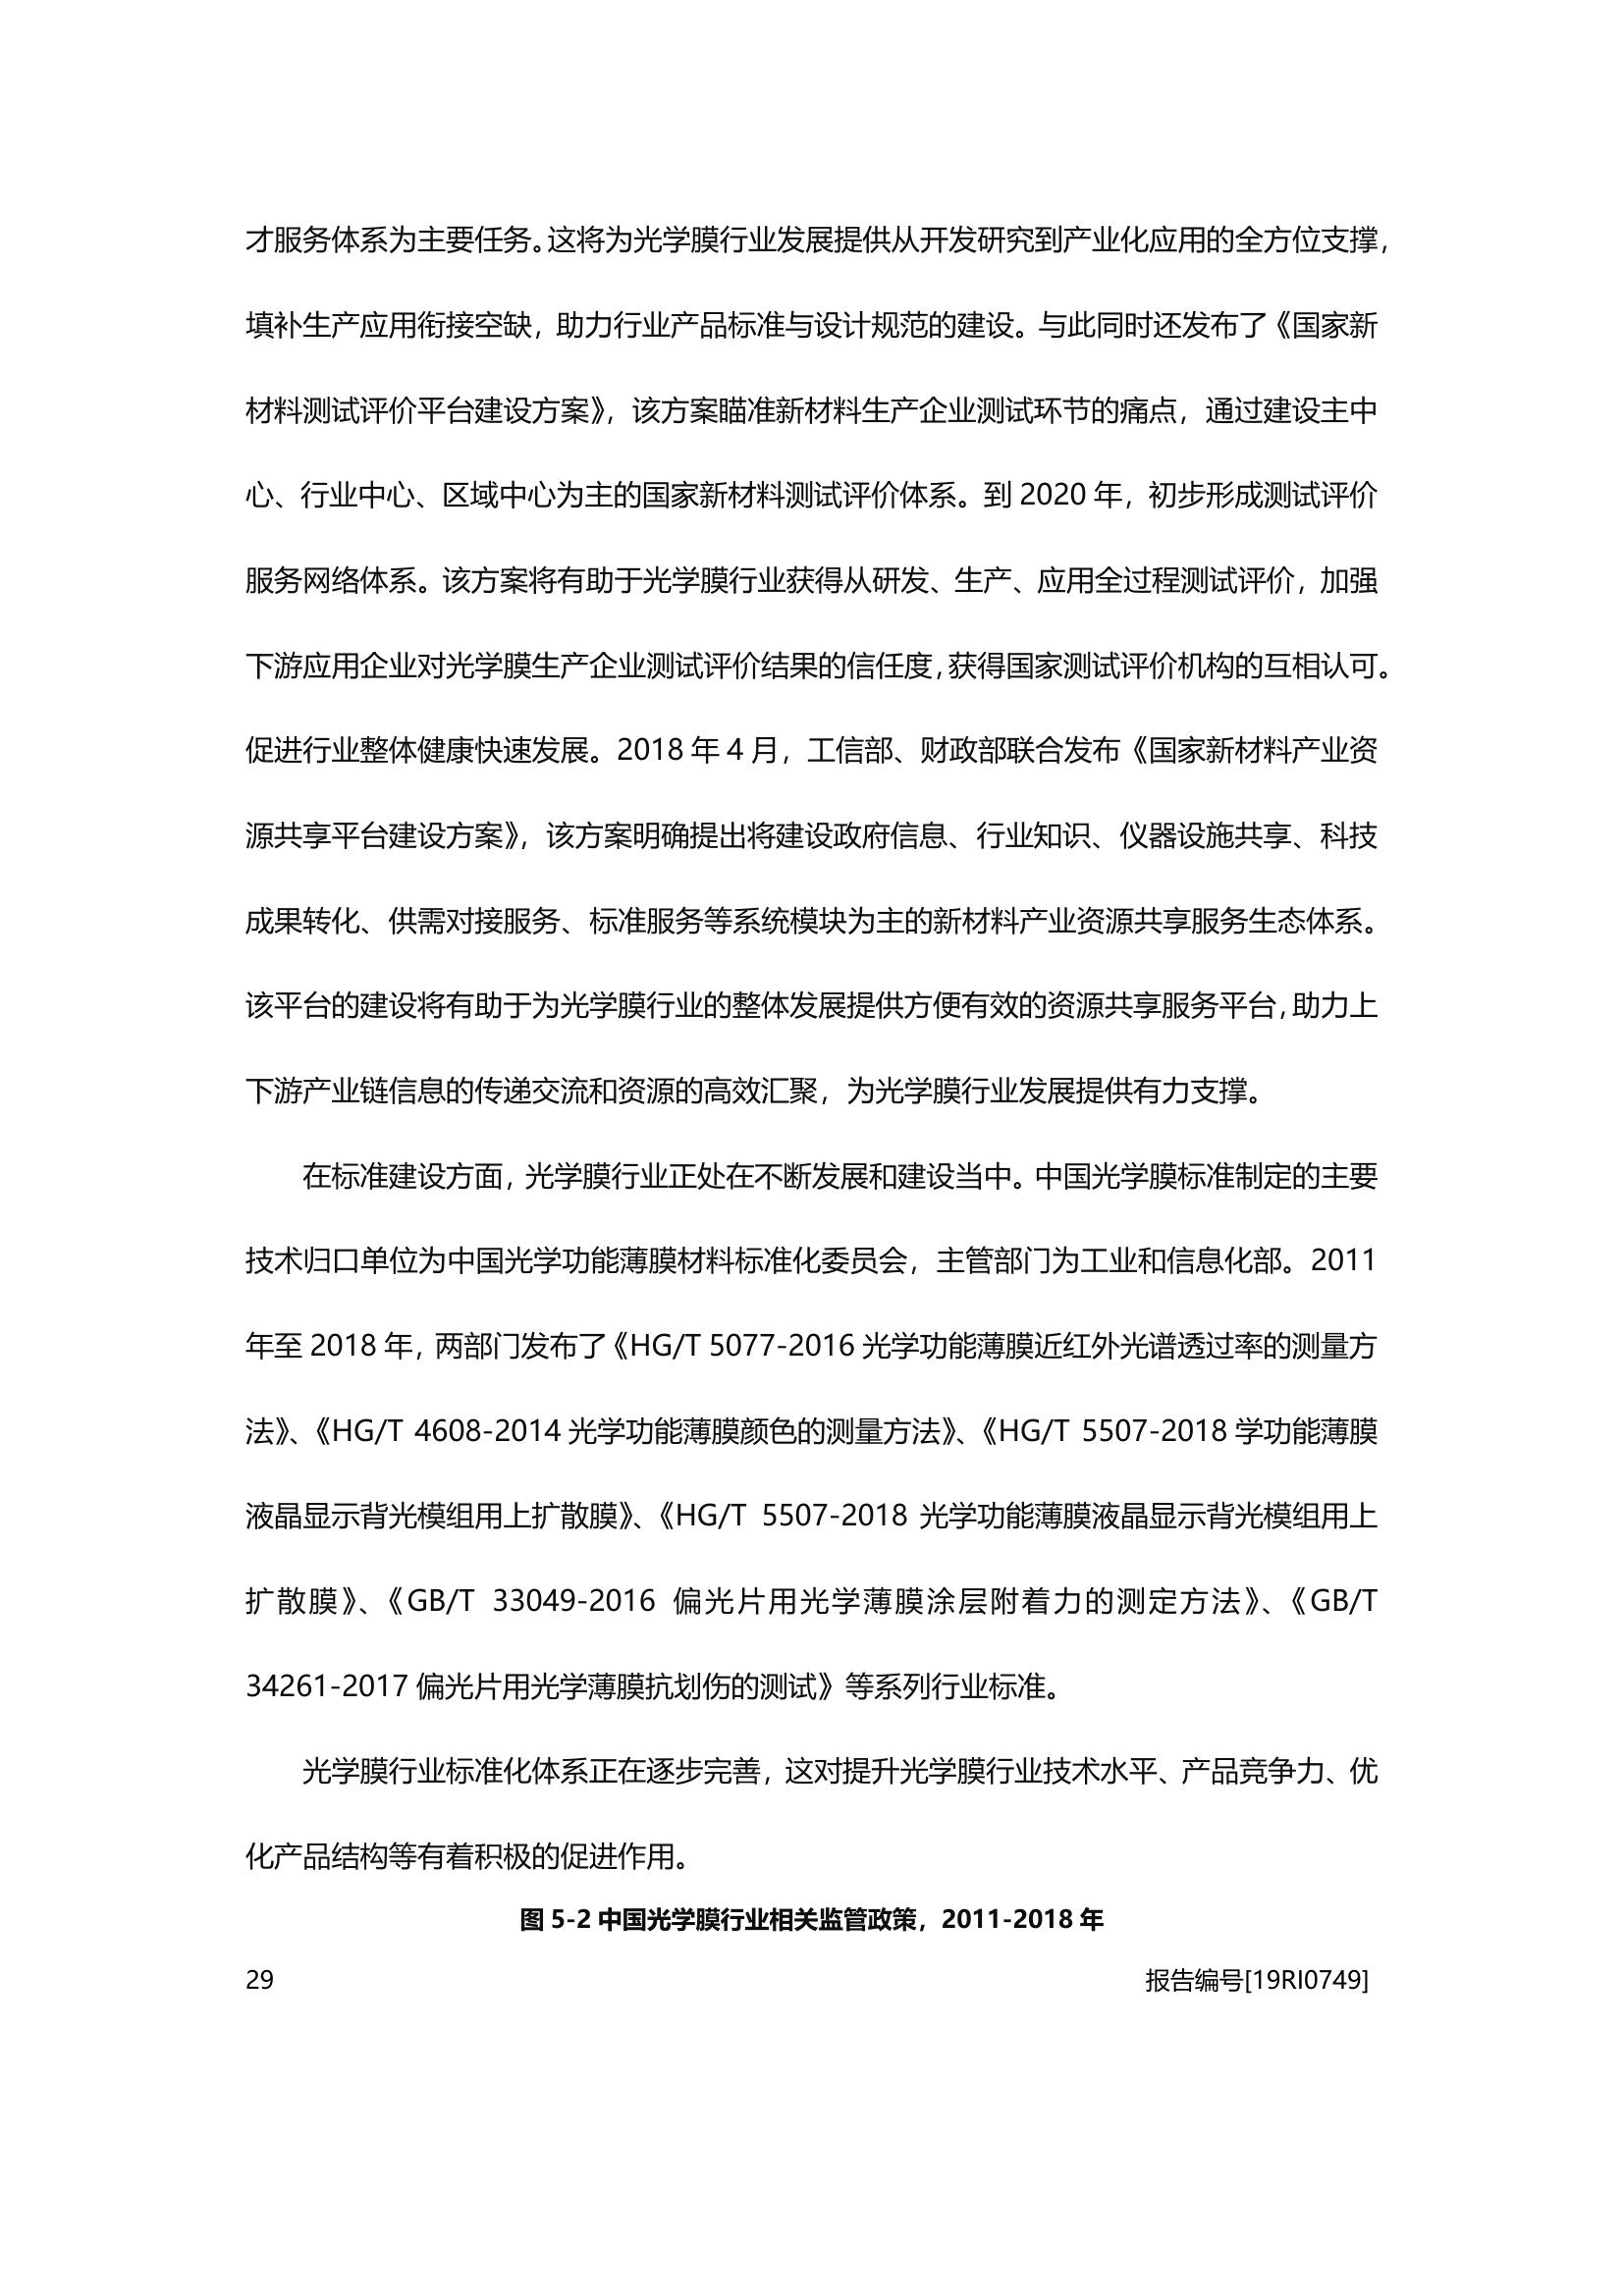 才服务体系为主要任务。这将为光学膜行业发展提供从开发研究到产业化应用的全方位支撑，
填补生产应用衔接空缺，助力行业产品标准与设计规范的建设。与此同时还发布了《国家新
材料测试评价平台建设方案》，该方案瞄准新材料生产企业测试环节的痛点，通过建设主中
心、行业中心、区域中心为主的国家新材料测试评价体系。到 2020 年，初步形成测试评价
服务网络体系。该方案将有助于光学膜行业获得从研发、生产、应用全过程测试评价，加强
下游应用企业对光学膜生产企业测试评价结果的信任度，获得国家测试评价机构的互相认可。
促进行业整体健康快速发展。2018 年 4 月，工信部、财政部联合发布《国家新材料产业资
源共享平台建设方案》，该方案明确提出将建设政府信息、行业知识、仪器设施共享、科技
成果转化、供需对接服务、标准服务等系统模块为主的新材料产业资源共享服务生态体系。
该平台的建设将有助于为光学膜行业的整体发展提供方便有效的资源共享服务平台，助力上
下游产业链信息的传递交流和资源的高效汇聚，为光学膜行业发展提供有力支撑。
在标准建设方面，光学膜行业正处在不断发展和建设当中。中国光学膜标准制定的主要
技术归口单位为中国光学功能薄膜材料标准化委员会，主管部门为工业和信息化部。2011
年至 2018 年，两部门发布了《HG/T 5077-2016 光学功能薄膜近红外光谱透过率的测量方
法》、《HG/T 4608-2014 光学功能薄膜颜色的测量方法》、《HG/T 5507-2018 学功能薄膜
液晶显示背光模组用上扩散膜》、《HG/T 5507-2018 光学功能薄膜液晶显示背光模组用上
扩散膜》、《GB/T 33049-2016 偏光片用光学薄膜涂层附着力的测定方法》、《GB/T
34261-2017 偏光片用光学薄膜抗划伤的测试》等系列行业标准。
光学膜行业标准化体系正在逐步完善，这对提升光学膜行业技术水平、产品竞争力、优
化产品结构等有着积极的促进作用。
图 5-2 中国光学膜行业相关监管政策，2011-2018 年
29 报告编号[19RI0749]